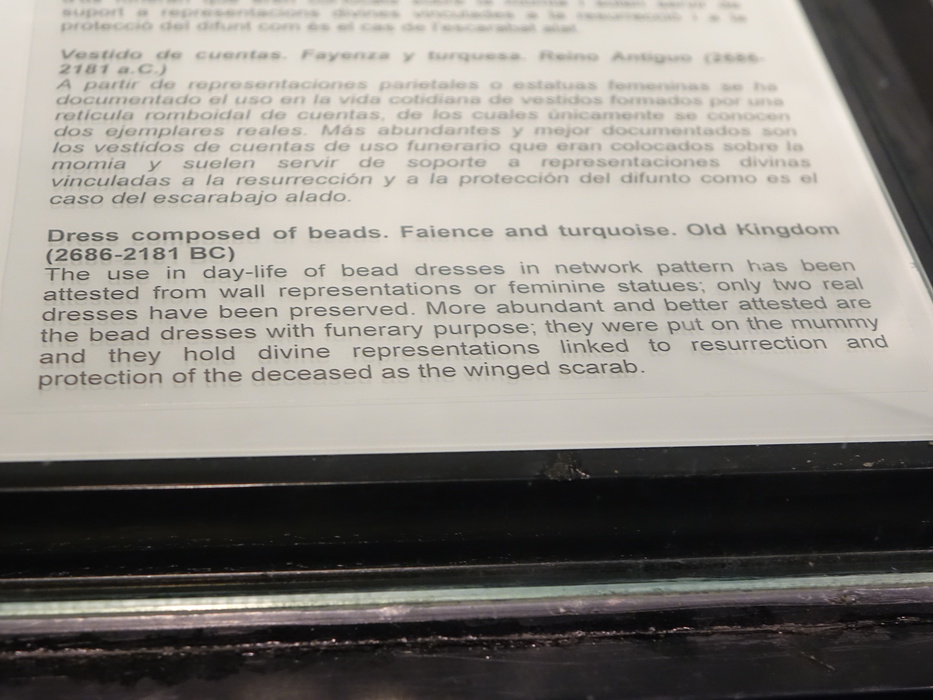 suport a representacions divines vinculades a la resurrecció i a la
protecció del difunt com és el cas de l'escarabat alat.
Vestido de cuentas. Fayenza y turquesa. Reino Antiguo (2686-
2181 a.C.)
A partir de representaciones parietales o estatuas femeninas se ha
documentado el uso en la vida cotidiana de vestidos formados por una
retícula romboidal de cuentas, de los cuales únicamente se conocen
dos ejemplares reales. Más abundantes y mejor documentados son
los vestidos de cuentas de uso funerario que eran colocados sobre la
momia y suelen servir de soporte a representaciones divinas
vinculadas a la resurrección y a la protección del difunto como es el
caso del escarabajo alado.
Dress composed of beads. Faience and turquoise. Old Kingdom
(2686-2181 BC)
The use in day-life of bead dresses in network pattern has been
attested from wall representations or feminine statues; only two real
dresses have been preserved. More abundant and better attested are
the bead dresses with funerary purpose; they were put on the mummy
and they hold divine representations linked to resurrection and
protection of the deceased as the winged scarab.